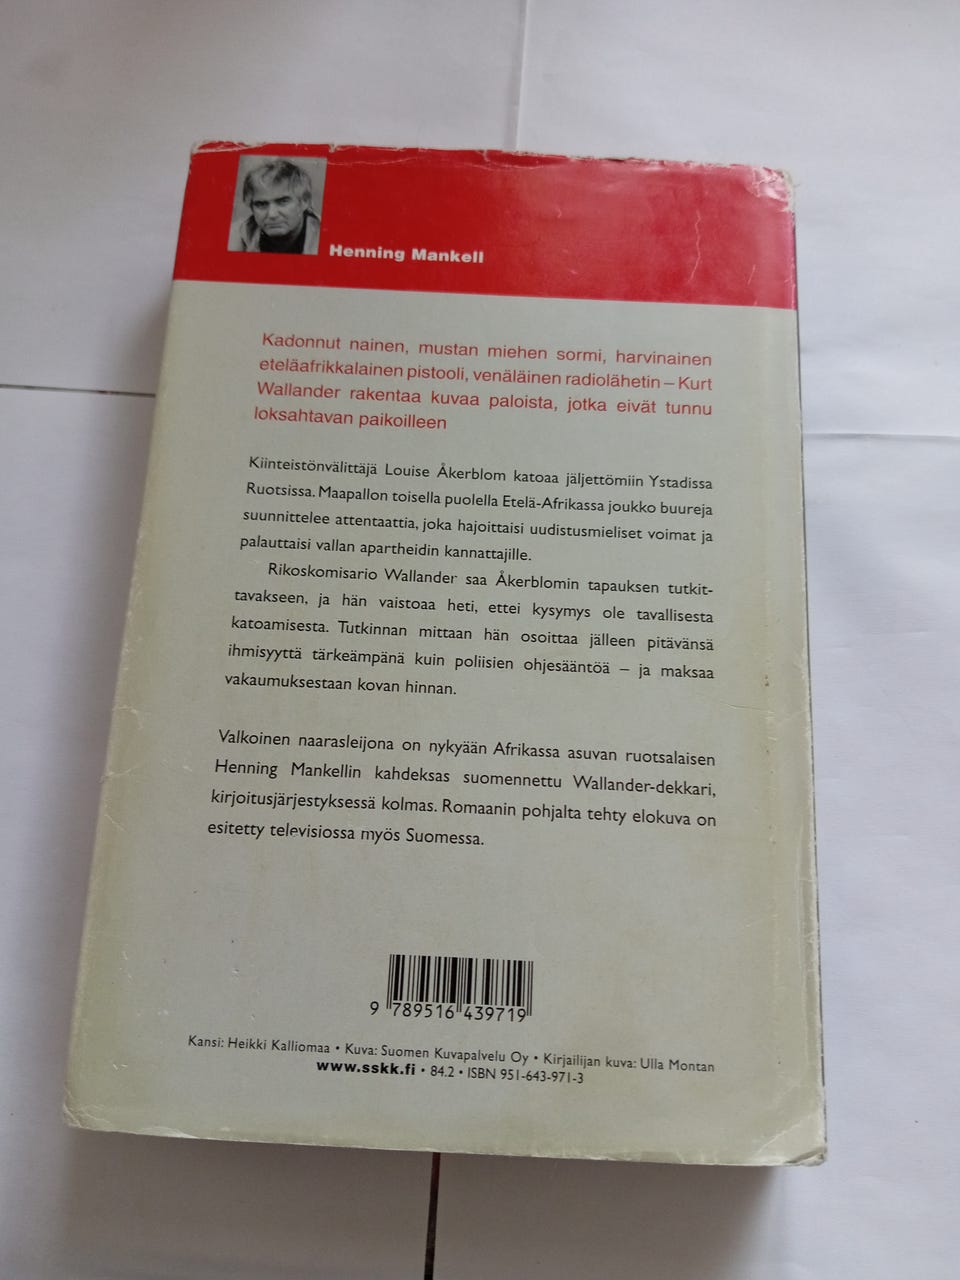 Henning Mankell
Kadonnut nainen, mustan miehen sormi, harvinainen
eteläafrikkalainen pistooli, venäläinen radiolähetin – Kurt
Wallander rakentaa kuvaa paloista, jotka eivät tunnu
loksahtavan paikoilleen
Kiinteistönvälittäjä Louise Åkerblom katoaa jäljettömiin Ystadissa
Ruotsissa. Maapallon toisella puolella Etelä-Afrikassa joukko buureja
suunnittelee attentaattia, joka hajoittaisi uudistusmieliset voimat ja
palauttaisi vallan apartheidin kannattajille.
Rikoskomisario Wallander saa Åkerblomin tapauksen tutkit-
tavakseen, ja hän vaistoaa heti, ettei kysymys ole tavallisesta
katoamisesta. Tutkinnan mittaan hän osoittaa jälleen pitävänsä
ihmisyyttä tärkeämpänä kuin poliisien ohjesääntöä – ja maksaa
vakaumuksestaan kovan hinnan.
Valkoinen naarasleijona on nykyään Afrikassa asuvan ruotsalaisen
Henning Mankellin kahdeksas suomennettu Wallander-dekkari,
kirjoitusjärjestyksessä kolmas. Romaanin pohjalta tehty elokuva on
esitetty televisiossa myös Suomessa.
9 789516 439719
Kansi: Heikki Kalliomaa • Kuva: Suomen Kuvapalvelu Oy • Kirjailijan kuva: Ulla Montan
www.sskk.fi • 84.2 • ISBN 951-643-971-3